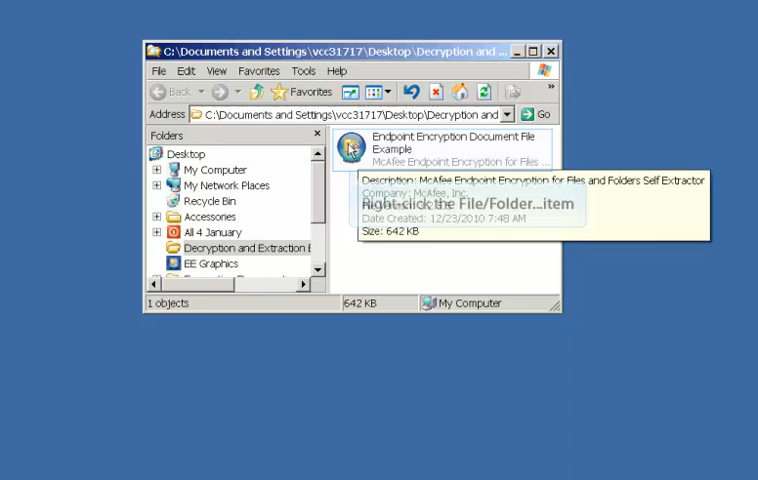 C:\Documents and Settings\vcc31717\Desktop\Decryption and ...
File Edit View Favorites Tools Help
Back Favorites
Address C:\Documents and Settings\vcc31717\Desktop\Decryption and Go
Folders
Desktop
My Computer
My Network Places
Recycle Bin
Accessories
All 4 January
Decryption and Extraction E
EE Graphics
Endpoint Encryption Document File
Example
McAfee Endpoint Encryption for Files ...
Description: McAfee Endpoint Encryption for Files and Folders Self Extractor
Company: McAfee, Inc.
Right-click the File/Folder...item
Date Created: 12/23/2010 7:48 AM
Size: 642 KB
1 objects 642 KB My Computer